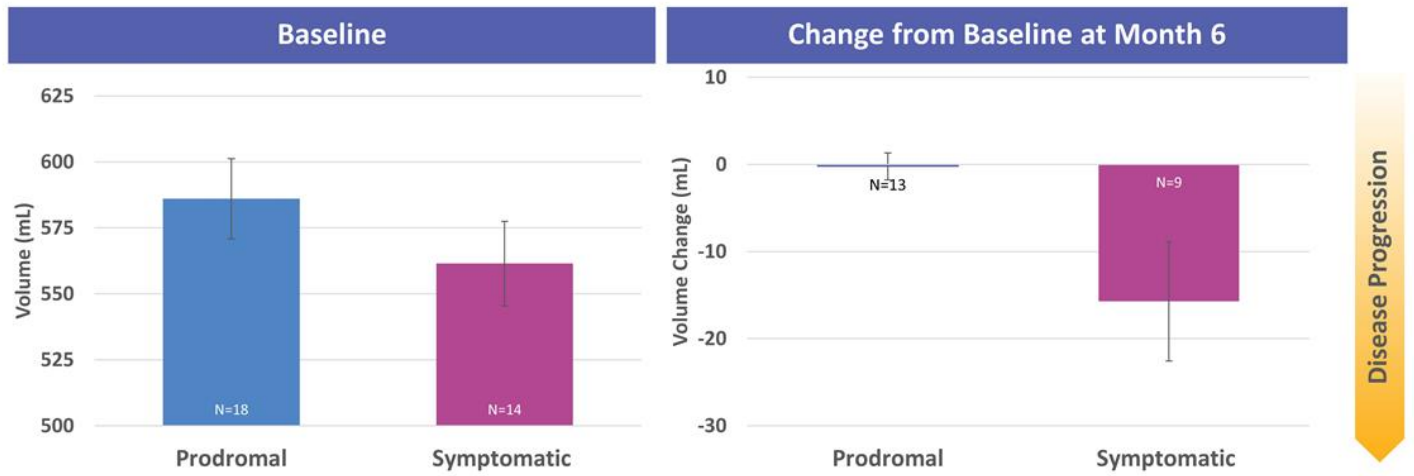 Baseline
Volume (mL)
625
600
575
550
525
500
N=18
N=14
Prodromal
Symptomatic
Change from Baseline at Month 6
Volume Change (mL)
10
0
-10
-20
-30
N=13
N=9
Prodromal
Symptomatic
Disease Progression